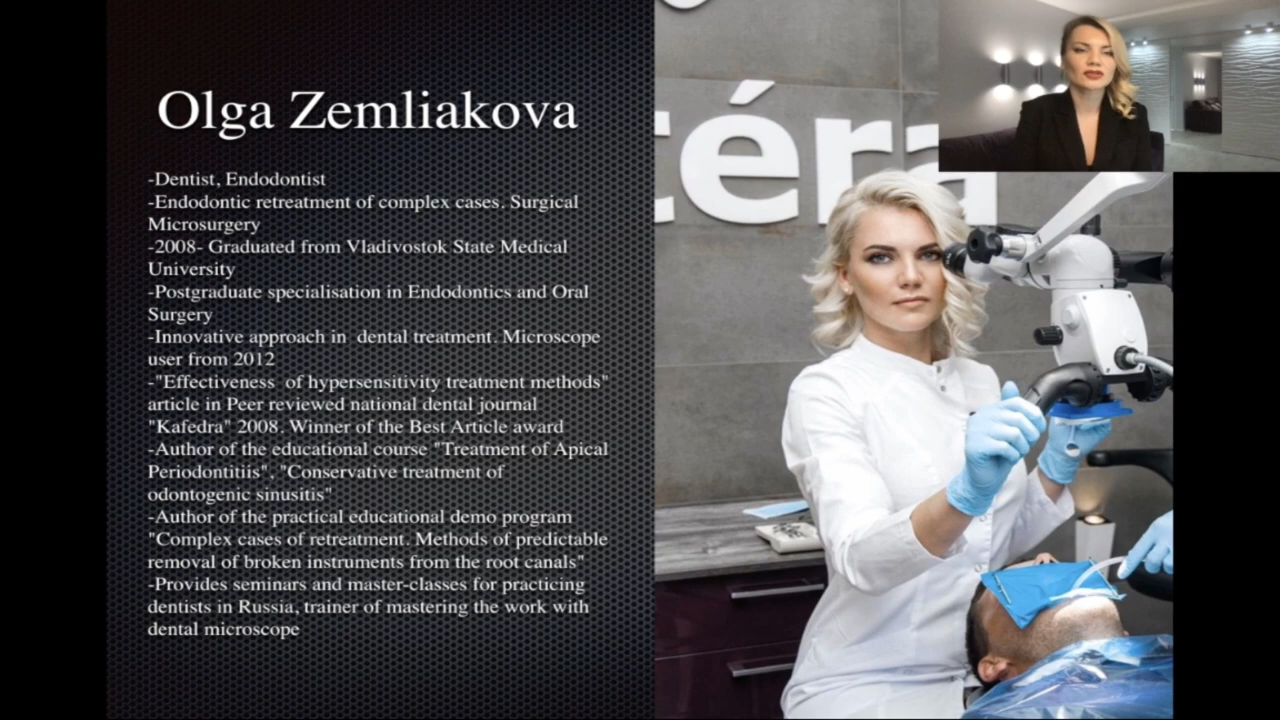 Olga Zemliakova
-Dentist, Endodontist
-Endodontic retreatment of complex cases. Surgical
Microsurgery
-2008- Graduated from Vladivostok State Medical
University
-Postgraduate specialisation in Endodontics and Oral
Surgery
-Innovative approach in  dental treatment. Microscope
user from 2012
-"Effectiveness  of hypersensitivity treatment methods"
article in Peer reviewed national dental journal
"Kafedra" 2008. Winner of the Best Article award
-Author of the educational course "Treatment of Apical
Periodontitiis", "Conservative treatment of
odontogenic sinusitis"
-Author of the practical educational demo program
"Complex cases of retreatment. Methods of predictable
removal of broken instruments from the root canals"
-Provides seminars and master-classes for practicing
dentists in Russia, trainer of mastering the work with
dental microscope
téra